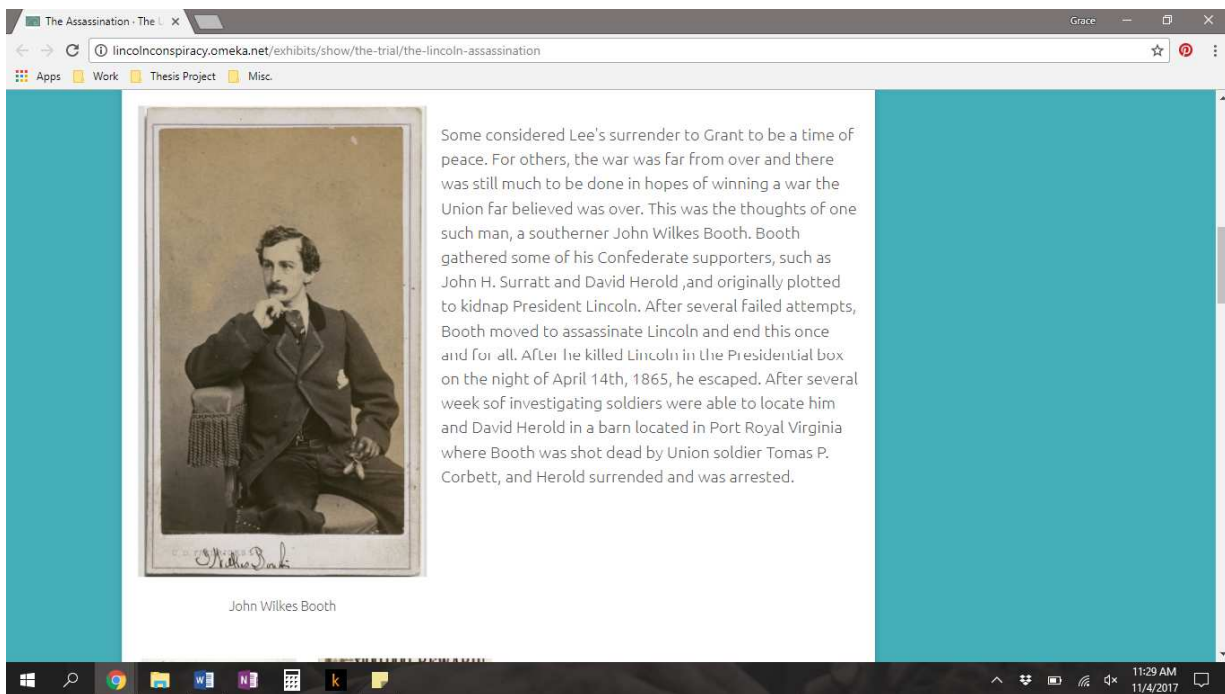 The Assassination · The L
Grace
lincolnconspiracy.omeka.net/exhibits/show/the-trial/the-lincoln-assassination
Apps Work Thesis Project Misc.
Some considered Lee's surrender to Grant to be a time of
peace. For others, the war was far from over and there
was still much to be done in hopes of winning a war the
Union far believed was over. This was the thoughts of one
such man, a southerner John Wilkes Booth. Booth
gathered some of his Confederate supporters, such as
John H. Surratt and David Herold ,and originally plotted
to kidnap President Lincoln. After several failed attempts,
Booth moved to assassinate Lincoln and end this once
and for all. After he killed Lincoln in the Presidential box
on the night of April 14th, 1865, he escaped. After several
week sof investigating soldiers were able to locate him
and David Herold in a barn located in Port Royal Virginia
where Booth was shot dead by Union soldier Tomas P.
Corbett, and Herold surrended and was arrested.
J Wilkes Booth
John Wilkes Booth
REWARD
11:29 AM
11/4/2017